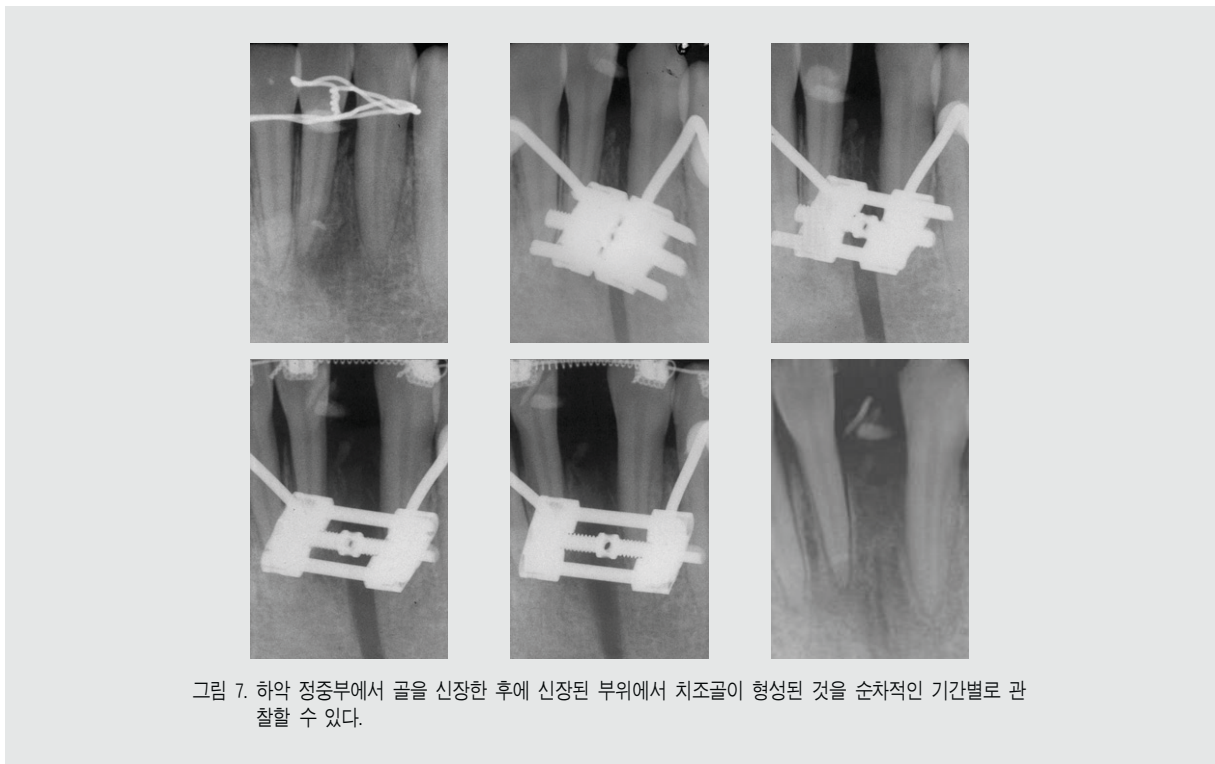 그림 7. 하악 정중부에서 골을 신장한 후에 신장된 부위에서 치조골이 형성된 것을 순차적인 기간별로 관
찰할 수 있다.